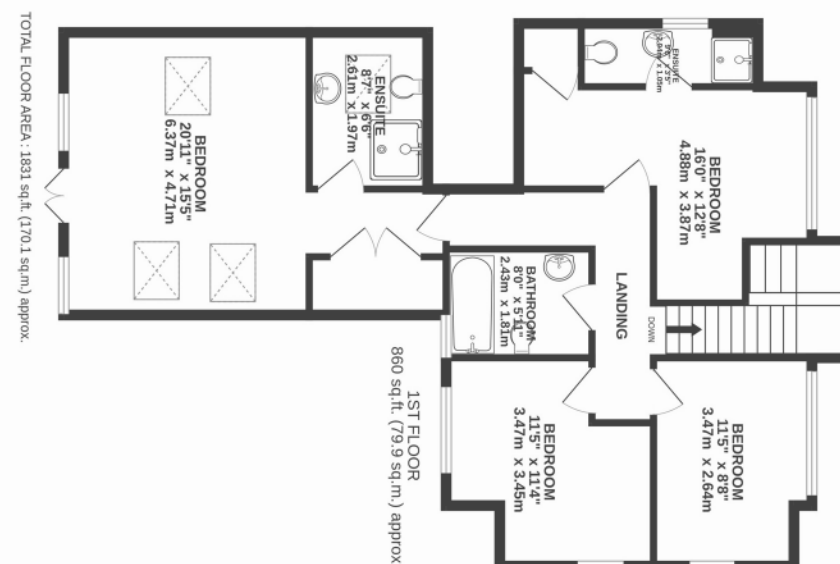 TOTAL FLOOR AREA : 1831 sq.ft. (170.1 sq.m.) approx.
BEDROOM
20'11" x 15'5"
6.37m x 4.71m
ENSUITE
8'7" x 6'6"
2.61m x 1.97m
ENSUITE
BEDROOM
16'0" x 12'8"
4.88m x 3.87m
BATHROOM
8'0" x 5'11"
2.43m x 1.81m
LANDING
DOWN
1ST FLOOR
860 sq.ft. (79.9 sq.m.) approx
BEDROOM
11'5" x 11'4"
3.47m x 3.45m
BEDROOM
11'5" x 8'8"
3.47m x 2.64m